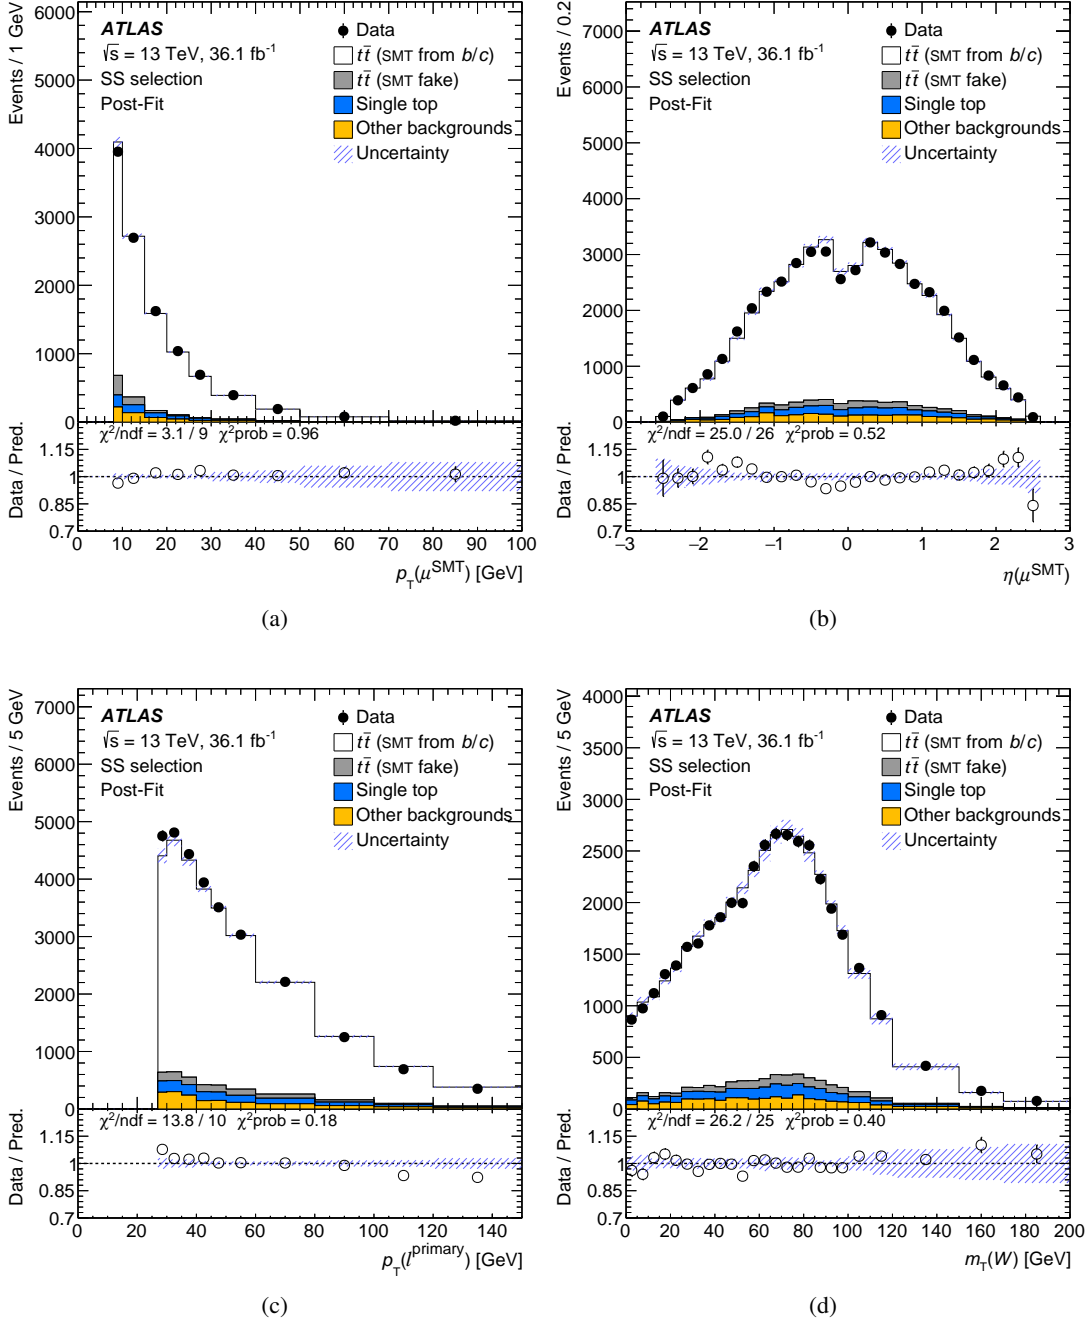 Events / 1 GeV
6000
5000
4000
3000
2000
1000
0
ATLAS
√s = 13 TeV, 36.1 fb⁻¹
SS selection
Post-Fit
Data
tt̄ (SMT from b/c)
tt̄ (SMT fake)
Single top
Other backgrounds
Uncertainty
χ²/ndf = 3.1 / 9 χ²prob = 0.96
Data / Pred.
1.15
1
0.85
0.7
0 10 20 30 40 50 60 70 80 90 100
p_T(μ^SMT) [GeV]
(a)
Events / 0.2
7000
6000
5000
4000
3000
2000
1000
0
ATLAS
√s = 13 TeV, 36.1 fb⁻¹
SS selection
Post-Fit
Data
tt̄ (SMT from b/c)
tt̄ (SMT fake)
Single top
Other backgrounds
Uncertainty
χ²/ndf = 25.0 / 26 χ²prob = 0.52
Data / Pred.
1.15
1
0.85
0.7
−3 −2 −1 0 1 2 3
η(μ^SMT)
(b)
Events / 5 GeV
7000
6000
5000
4000
3000
2000
1000
0
ATLAS
√s = 13 TeV, 36.1 fb⁻¹
SS selection
Post-Fit
Data
tt̄ (SMT from b/c)
tt̄ (SMT fake)
Single top
Other backgrounds
Uncertainty
χ²/ndf = 13.8 / 10 χ²prob = 0.18
Data / Pred.
1.15
1
0.85
0.7
0 20 40 60 80 100 120 140
p_T(l^primary) [GeV]
(c)
Events / 5 GeV
4000
3500
3000
2500
2000
1500
1000
500
0
ATLAS
√s = 13 TeV, 36.1 fb⁻¹
SS selection
Post-Fit
Data
tt̄ (SMT from b/c)
tt̄ (SMT fake)
Single top
Other backgrounds
Uncertainty
χ²/ndf = 26.2 / 25 χ²prob = 0.40
Data / Pred.
1.15
1
0.85
0.7
0 20 40 60 80 100 120 140 160 180 200
m_T(W) [GeV]
(d)